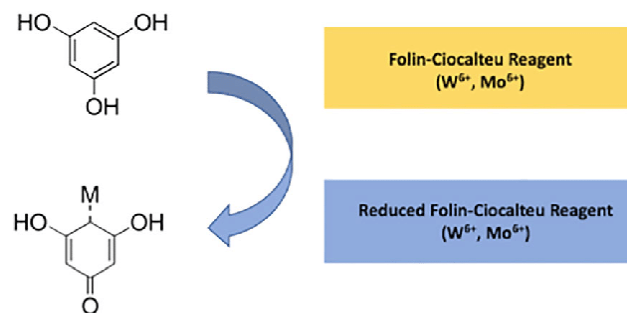 HO OH
OH
Folin-Ciocalteu Reagent
(W⁶⁺, Mo⁶⁺)
M
HO OH
O
Reduced Folin-Ciocalteu Reagent
(W⁶⁺, Mo⁶⁺)